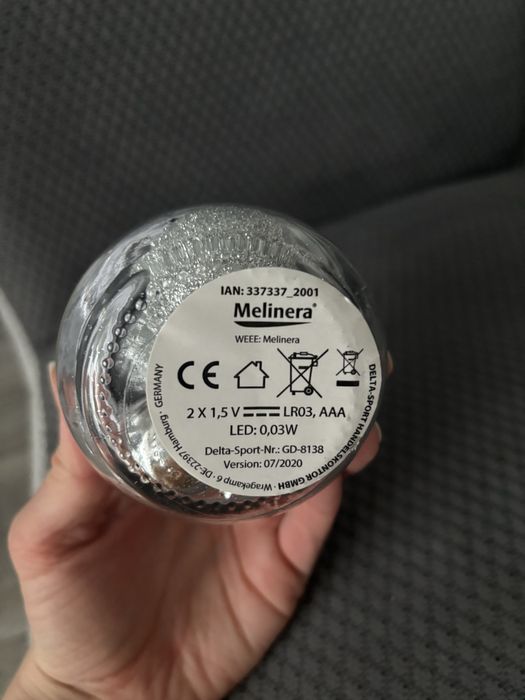 IAN: 337337_2001
Melinera®
WEEE: Melinera
CE
2 X 1,5 V LR03, AAA
LED: 0,03W
Delta-Sport-Nr.: GD-8138
Version: 07/2020
DELTA-SPORT HANDELSKONTOR GMBH · Wragekamp 6 · DE-22397 Hamburg · GERMANY